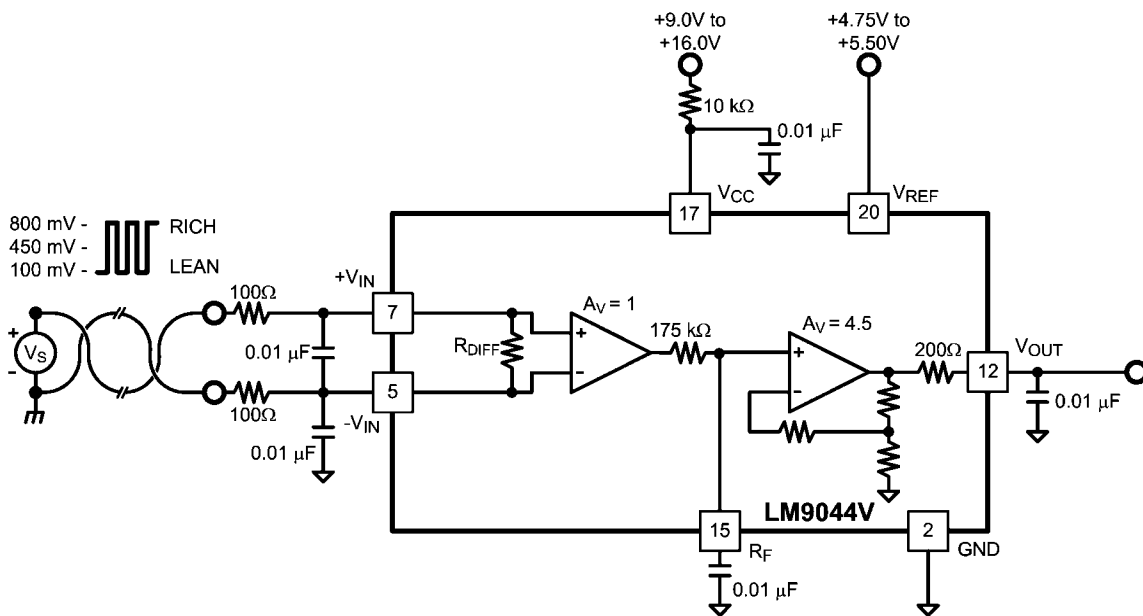 +9.0V to
+16.0V
+4.75V to
+5.50V
10 kΩ
0.01 µF
VCC
VREF
17
20
800 mV -
450 mV -
100 mV -
RICH
LEAN
+VIN
100Ω
7
AV = 1
175 kΩ
AV = 4.5
200Ω
VOUT
+
VS
-
0.01 µF
RDIFF
+
-
+
-
12
5
100Ω
-VIN
0.01 µF
0.01 µF
LM9044V
15
RF
2
GND
0.01 µF